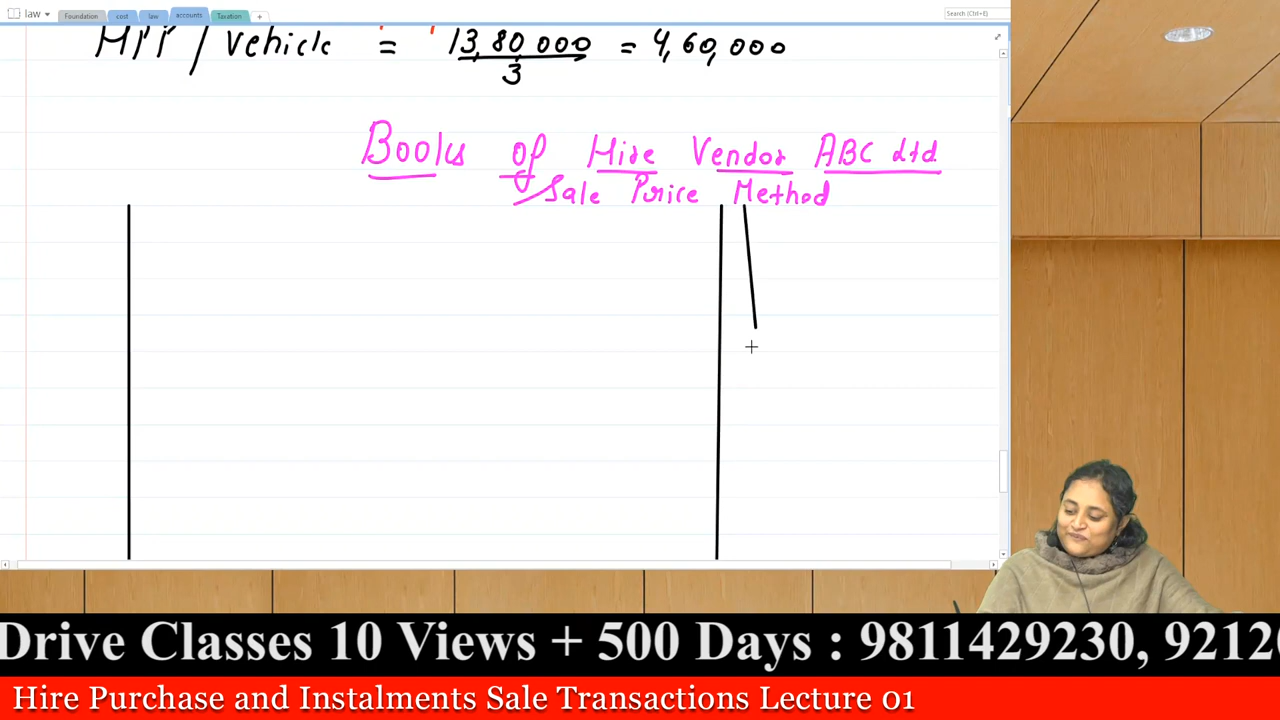 law Foundation cost law accounts Taxation + Search (Ctrl+
HPP / Vehicle = 13,80,000 = 4,60,000
3
Books of Hire Vendor ABC Ltd
Sale Price Method
Drive Classes 10 Views + 500 Days : 9811429230, 9212
Hire Purchase and Instalments Sale Transactions Lecture 01